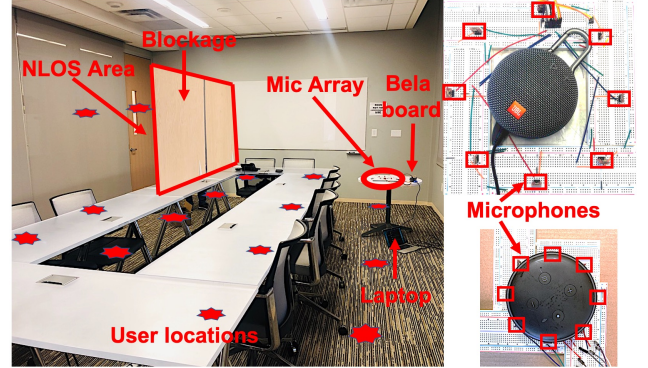 Blockage
NLOS Area
Mic Array
Bela
board
JBL
Microphones
Laptop
User locations